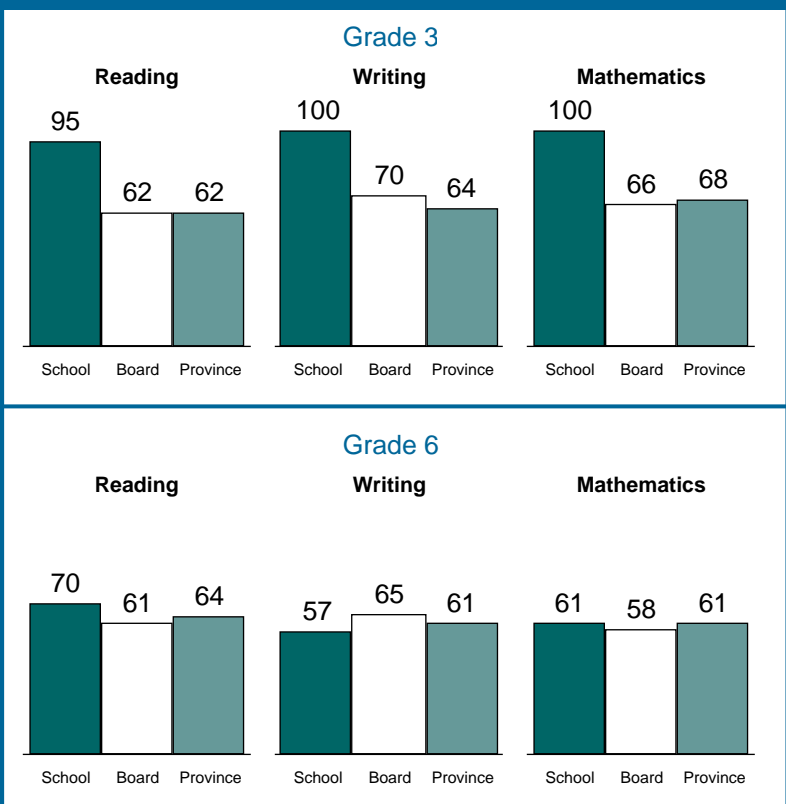 Grade 3
Reading Writing Mathematics
95 62 62 100 70 64 100 66 68
School Board Province School Board Province School Board Province
Grade 6
Reading Writing Mathematics
70 61 64 57 65 61 61 58 61
School Board Province School Board Province School Board Province